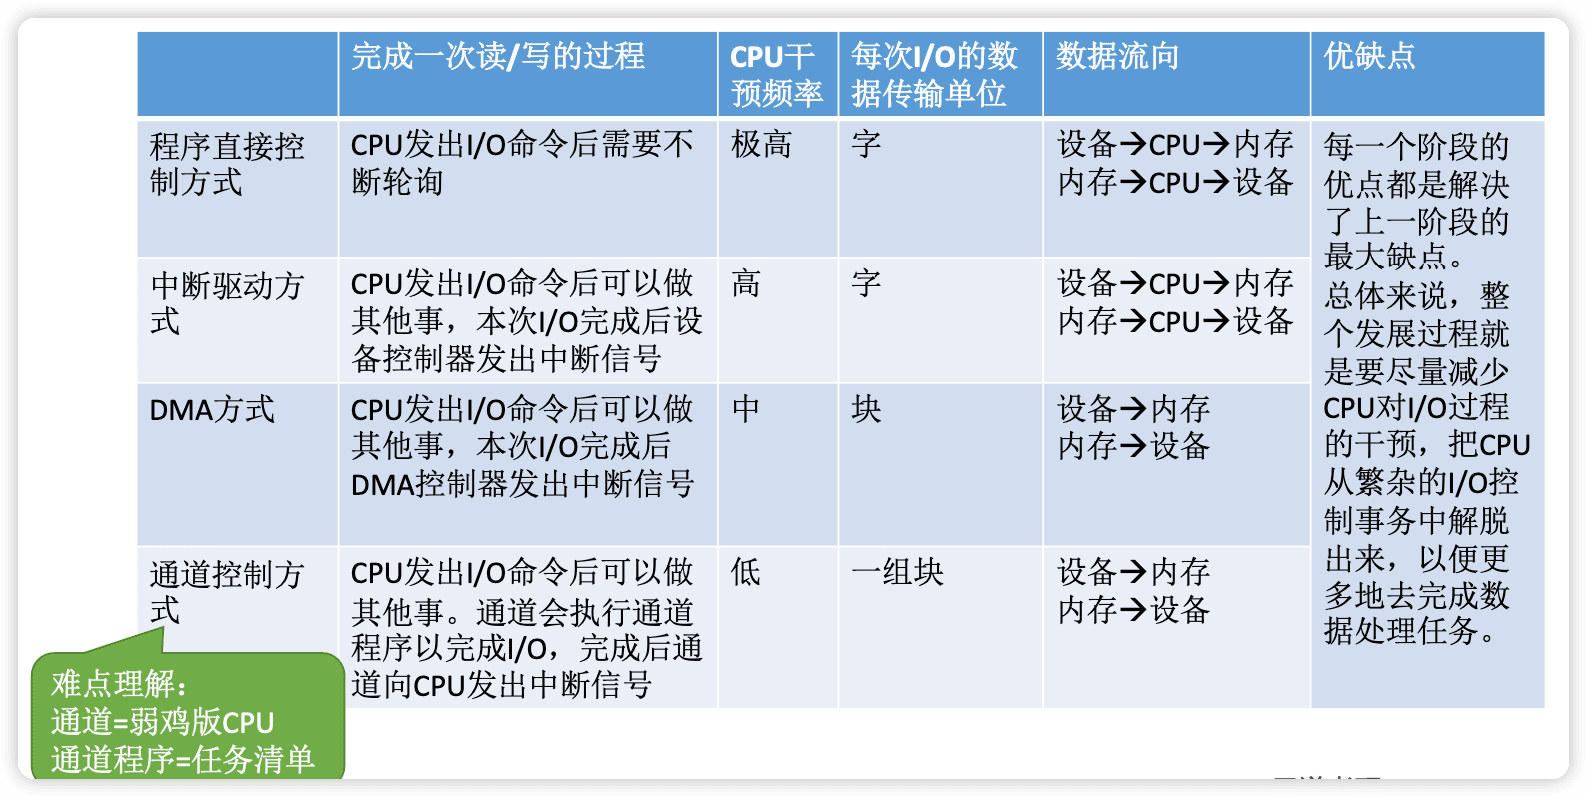 完成一次读/写的过程
CPU干
预频率
每次I/O的数
据传输单位
数据流向
优缺点
程序直接控
制方式
CPU发出I/O命令后需要不
断轮询
极高
字
设备→CPU→内存
内存→CPU→设备
每一个阶段的
优点都是解决
了上一阶段的
最大缺点。
总体来说，整
个发展过程就
是要尽量减少
CPU对I/O过程
的干预，把CPU
从繁杂的I/O控
制事务中解脱
出来，以便更
多地去完成数
据处理任务。
中断驱动方
式
CPU发出I/O命令后可以做
其他事，本次I/O完成后设
备控制器发出中断信号
高
字
设备→CPU→内存
内存→CPU→设备
DMA方式
CPU发出I/O命令后可以做
其他事，本次I/O完成后
DMA控制器发出中断信号
中
块
设备→内存
内存→设备
通道控制方
式
CPU发出I/O命令后可以做
其他事。通道会执行通道
程序以完成I/O，完成后通
道向CPU发出中断信号
低
一组块
设备→内存
内存→设备
难点理解：
通道=弱鸡版CPU
通道程序=任务清单